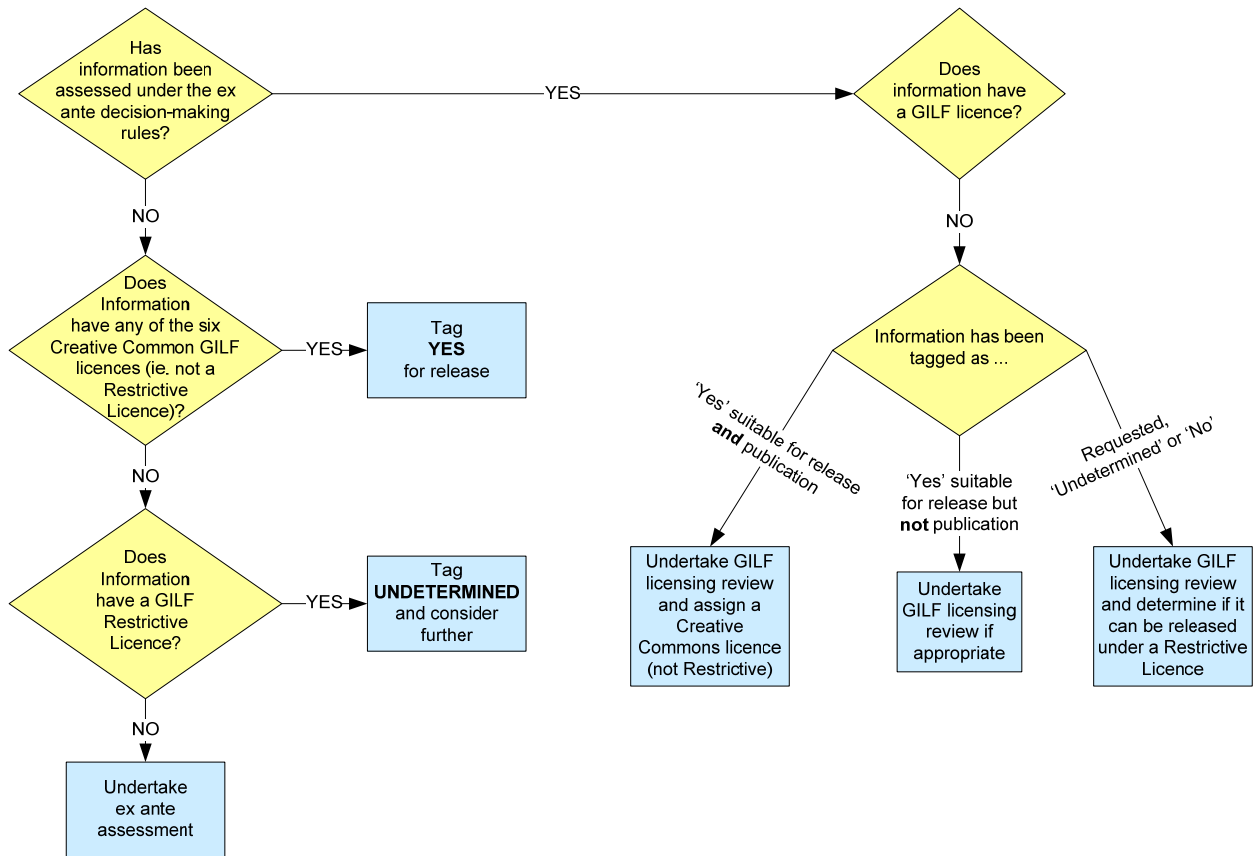 Has
information been
assessed under the ex
ante decision-making
rules?
YES
Does
information have
a GILF licence?
NO
NO
Does
Information
have any of the six
Creative Common GILF
licences (ie. not a
Restrictive
Licence)?
YES
Tag
YES
for release
Information has been
tagged as ...
‘Yes’ suitable for release
and publication
‘Yes’ suitable
for release but
not publication
Requested,
‘Undetermined’ or ‘No’
NO
Does
Information
have a GILF
Restrictive
Licence?
YES
Tag
UNDETERMINED
and consider
further
Undertake GILF
licensing review
and assign a
Creative
Commons licence
(not Restrictive)
Undertake
GILF licensing
review if
appropriate
Undertake GILF
licensing review
and determine if it
can be released
under a Restrictive
Licence
NO
Undertake
ex ante
assessment